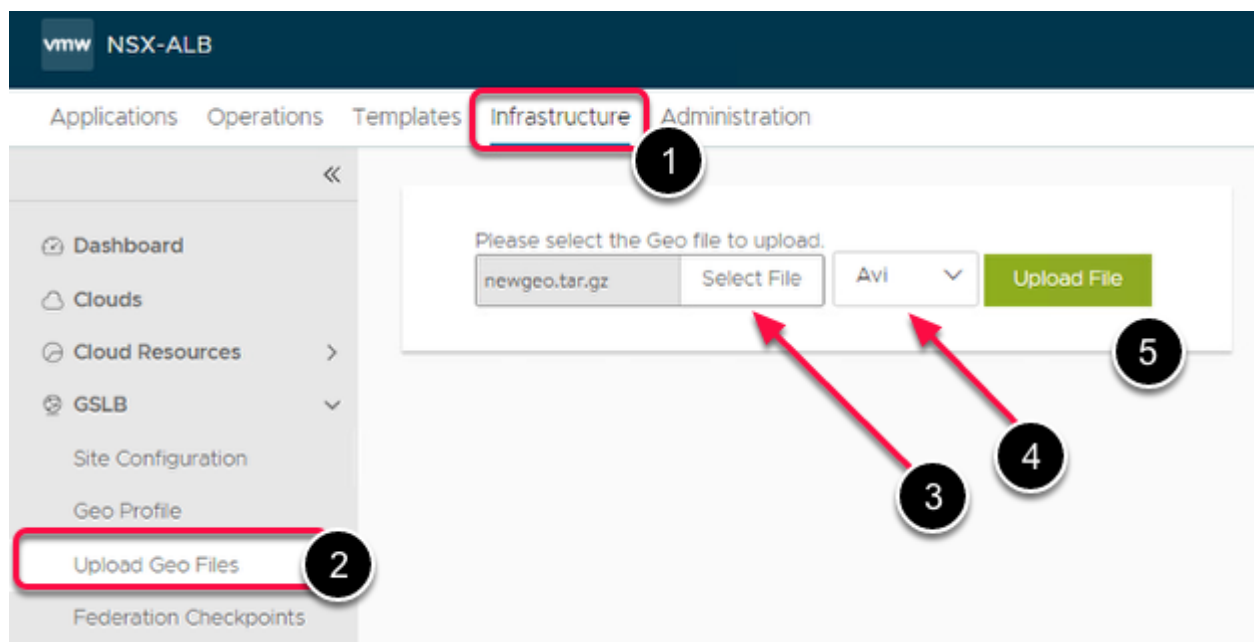 vmw NSX-ALB
Applications Operations Templates Infrastructure Administration
1
Dashboard
Clouds
Cloud Resources
GSLB
Site Configuration
Geo Profile
Upload Geo Files 2
Federation Checkpoints
Please select the Geo file to upload.
newgeo.tar.gz Select File Avi Upload File
5
4
3